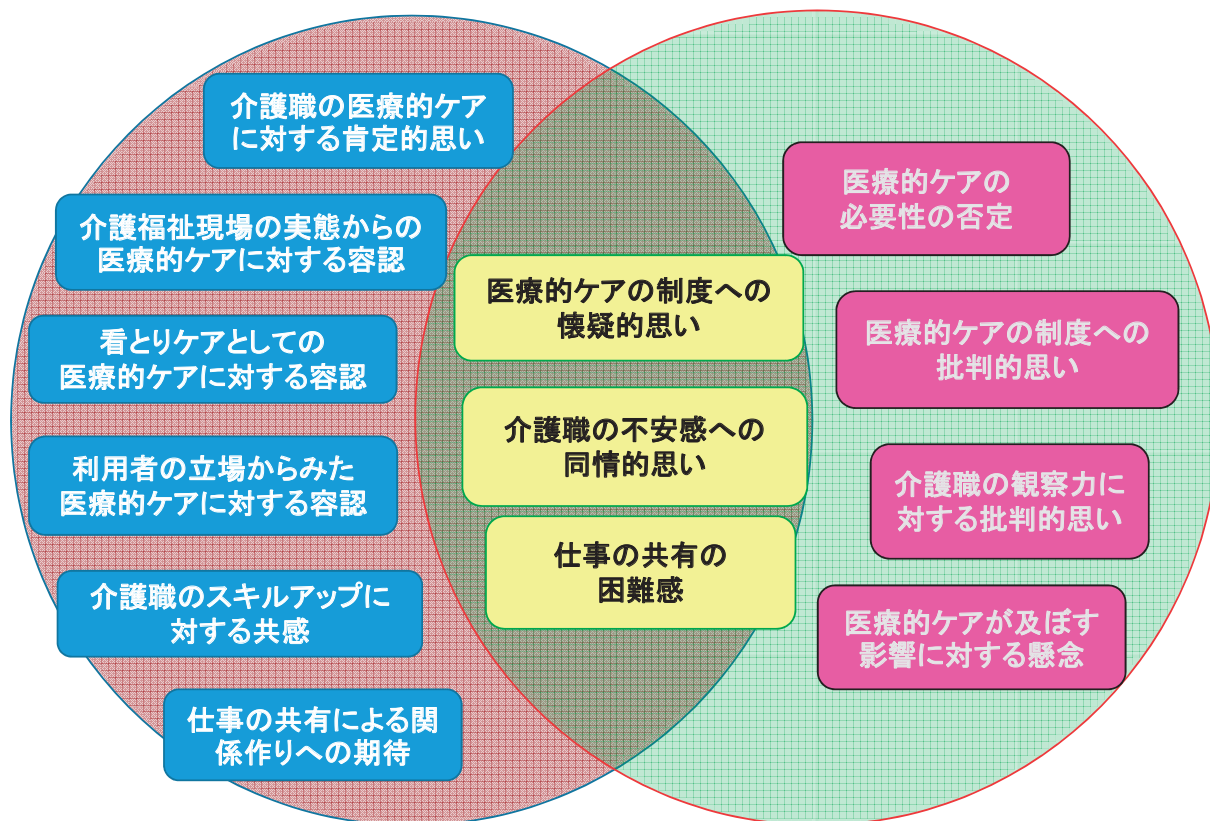 介護職の医療的ケア
に対する肯定的思い
介護福祉現場の実態からの
医療的ケアに対する容認
看とりケアとしての
医療的ケアに対する容認
利用者の立場からみた
医療的ケアに対する容認
介護職のスキルアップに
対する共感
仕事の共有による関
係作りへの期待
医療的ケアの制度への
懐疑的思い
介護職の不安感への
同情的思い
仕事の共有の
困難感
医療的ケアの
必要性の否定
医療的ケアの制度への
批判的思い
介護職の観察力に
対する批判的思い
医療的ケアが及ぼす
影響に対する懸念